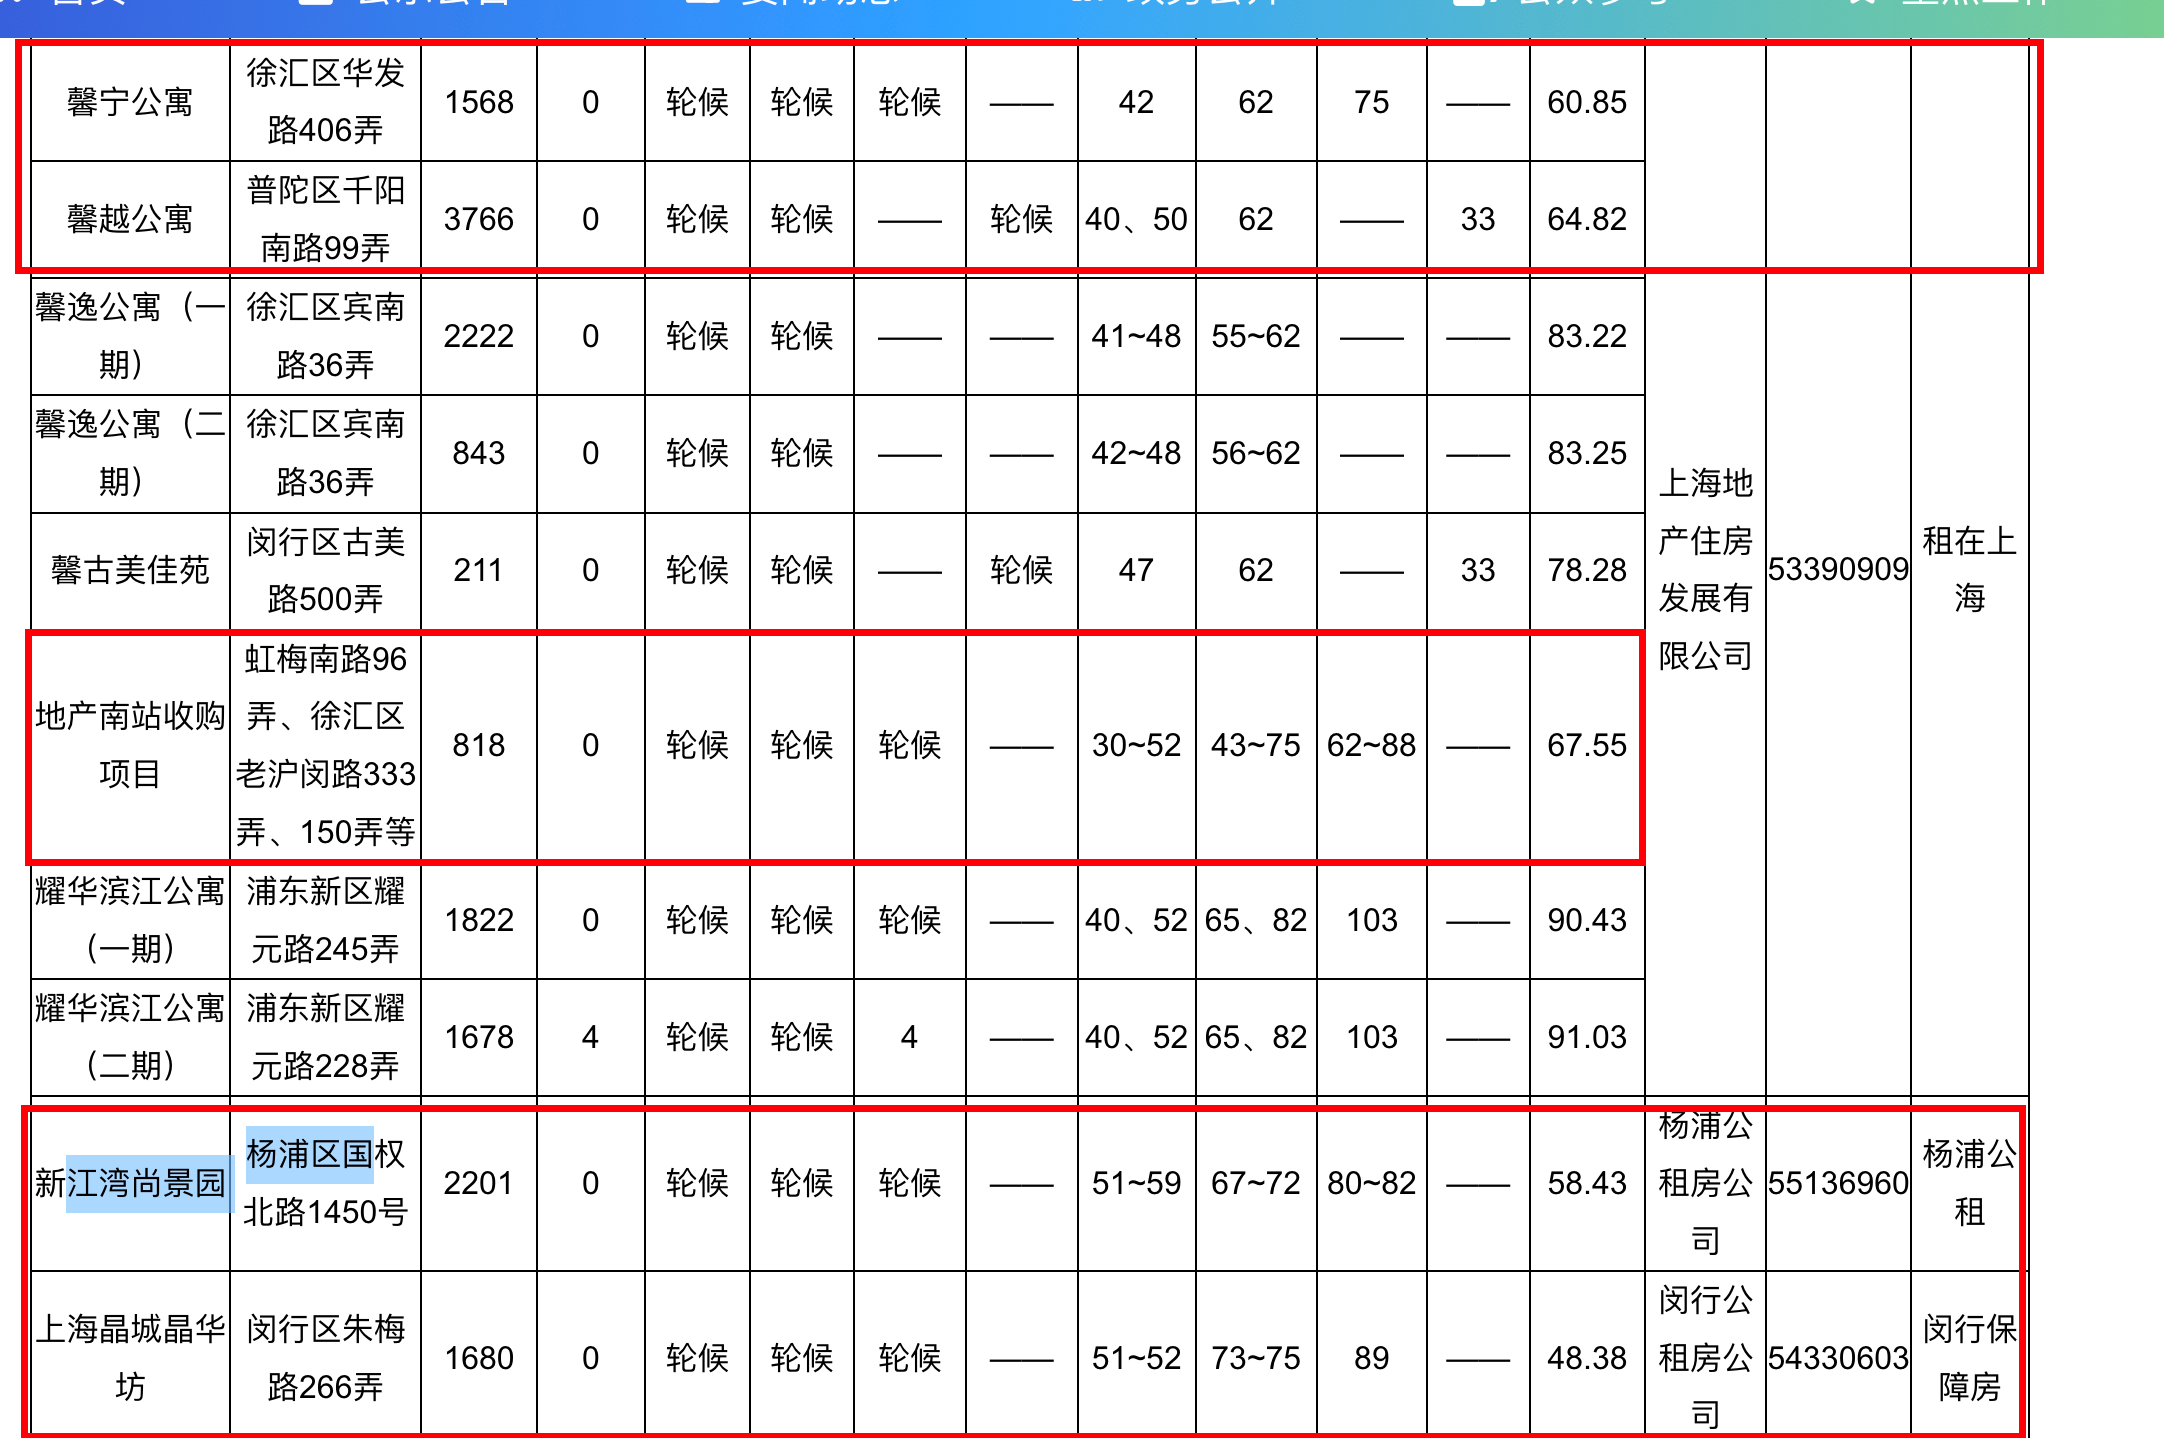 馨宁公寓 徐汇区华发路406弄 1568 0 轮候 轮候 轮候 —— 42 62 75 —— 60.85
馨越公寓 普陀区千阳南路99弄 3766 0 轮候 轮候 —— 轮候 40、50 62 —— 33 64.82
馨逸公寓（一期） 徐汇区宾南路36弄 2222 0 轮候 轮候 —— —— 41~48 55~62 —— —— 83.22
馨逸公寓（二期） 徐汇区宾南路36弄 843 0 轮候 轮候 —— —— 42~48 56~62 —— —— 83.25
馨古美佳苑 闵行区古美路500弄 211 0 轮候 轮候 —— 轮候 47 62 —— 33 78.28
地产南站收购项目 虹梅南路96弄、徐汇区老沪闵路333弄、150弄等 818 0 轮候 轮候 轮候 —— 30~52 43~75 62~88 —— 67.55
耀华滨江公寓（一期） 浦东新区耀元路245弄 1822 0 轮候 轮候 轮候 —— 40、52 65、82 103 —— 90.43
耀华滨江公寓（二期） 浦东新区耀元路228弄 1678 4 轮候 轮候 4 —— 40、52 65、82 103 —— 91.03
上海地产住房发展有限公司 53390909 租在上海
新江湾尚景园 杨浦区国权北路1450号 2201 0 轮候 轮候 轮候 —— 51~59 67~72 80~82 —— 58.43 杨浦公租房公司 55136960 杨浦公租
上海晶城晶华坊 闵行区朱梅路266弄 1680 0 轮候 轮候 轮候 —— 51~52 73~75 89 —— 48.38 闵行公租房公司 54330603 闵行保障房